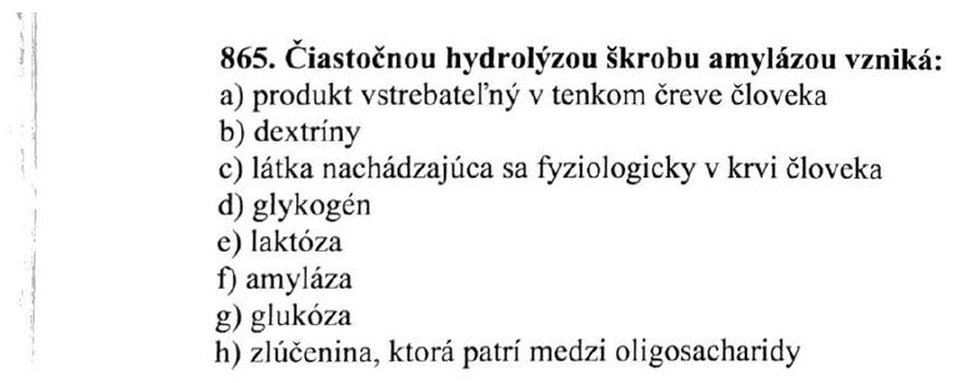 865. Čiastočnou hydrolýzou škrobu amylázou vzniká:
a) produkt vstrebateľný v tenkom čreve človeka
b) dextríny
c) látka nachádzajúca sa fyziologicky v krvi človeka
d) glykogén
e) laktóza
f) amyláza
g) glukóza
h) zlúčenina, ktorá patrí medzi oligosacharidy